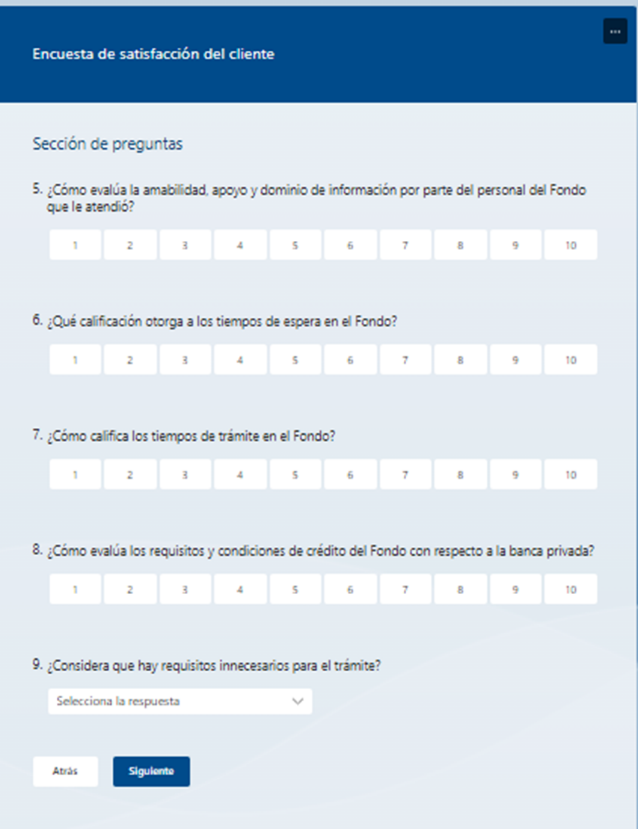 Encuesta de satisfacción del cliente
Sección de preguntas
5. ¿Cómo evalúa la amabilidad, apoyo y dominio de información por parte del personal del Fondo
que le atendió?
1 2 3 4 5 6 7 8 9 10
6. ¿Qué calificación otorga a los tiempos de espera en el Fondo?
1 2 3 4 5 6 7 8 9 10
7. ¿Cómo califica los tiempos de trámite en el Fondo?
1 2 3 4 5 6 7 8 9 10
8. ¿Cómo evalúa los requisitos y condiciones de crédito del Fondo con respecto a la banca privada?
1 2 3 4 5 6 7 8 9 10
9. ¿Considera que hay requisitos innecesarios para el trámite?
Selecciona la respuesta
Atrás Siguiente